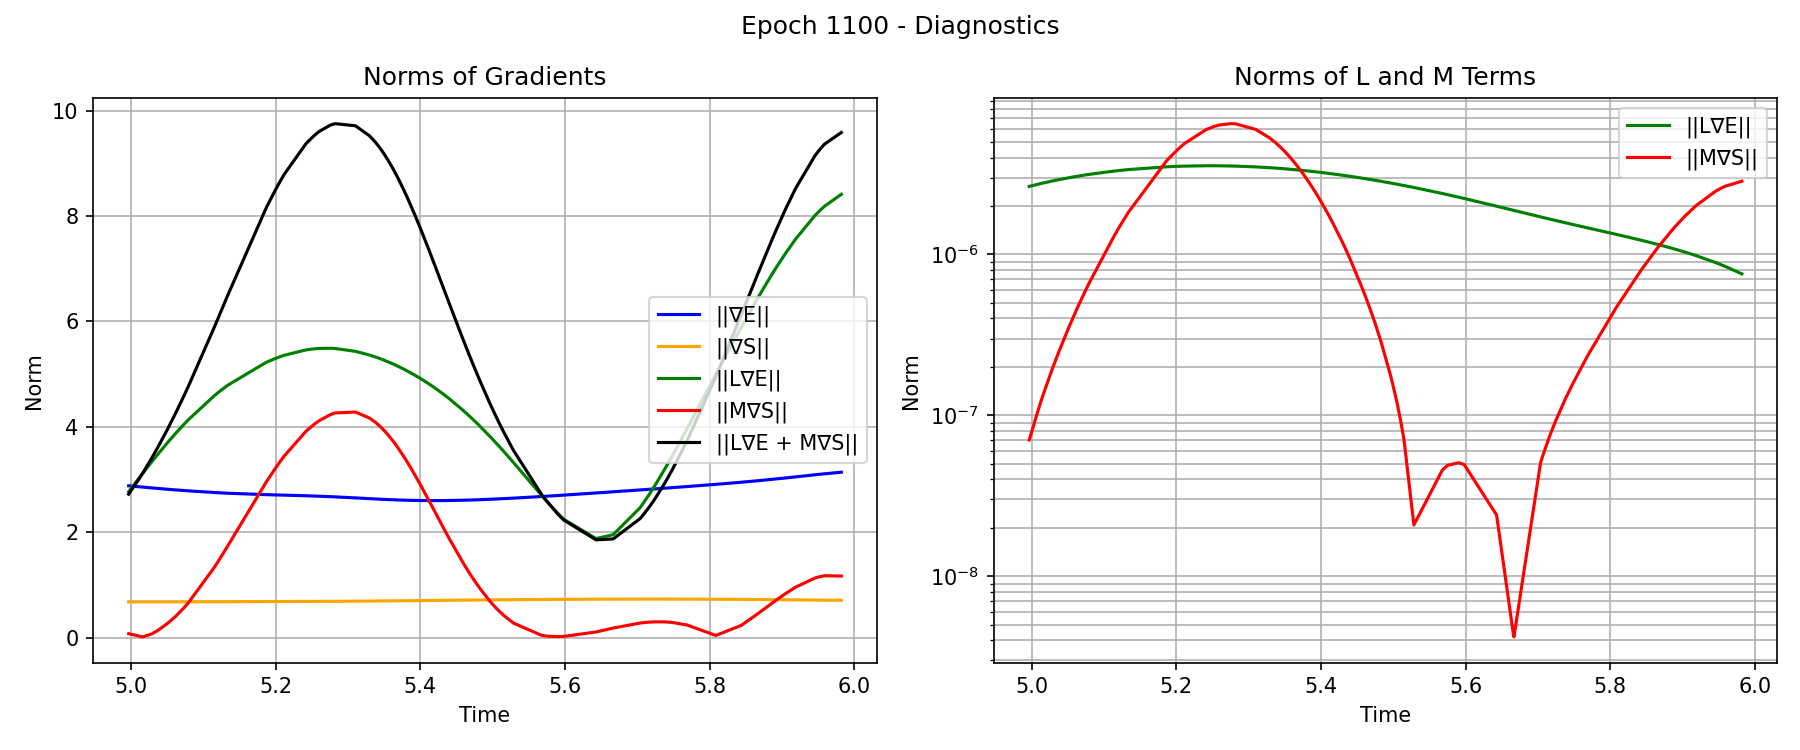 Epoch 1100 - Diagnostics
Norms of Gradients
Norm
10
8
6
4
2
0
||∇E||
||∇S||
||L∇E||
||M∇S||
||L∇E + M∇S||
5.0 5.2 5.4 5.6 5.8 6.0
Time
Norms of L and M Terms
Norm
10⁻⁶
10⁻⁷
10⁻⁸
||L∇E||
||M∇S||
5.0 5.2 5.4 5.6 5.8 6.0
Time